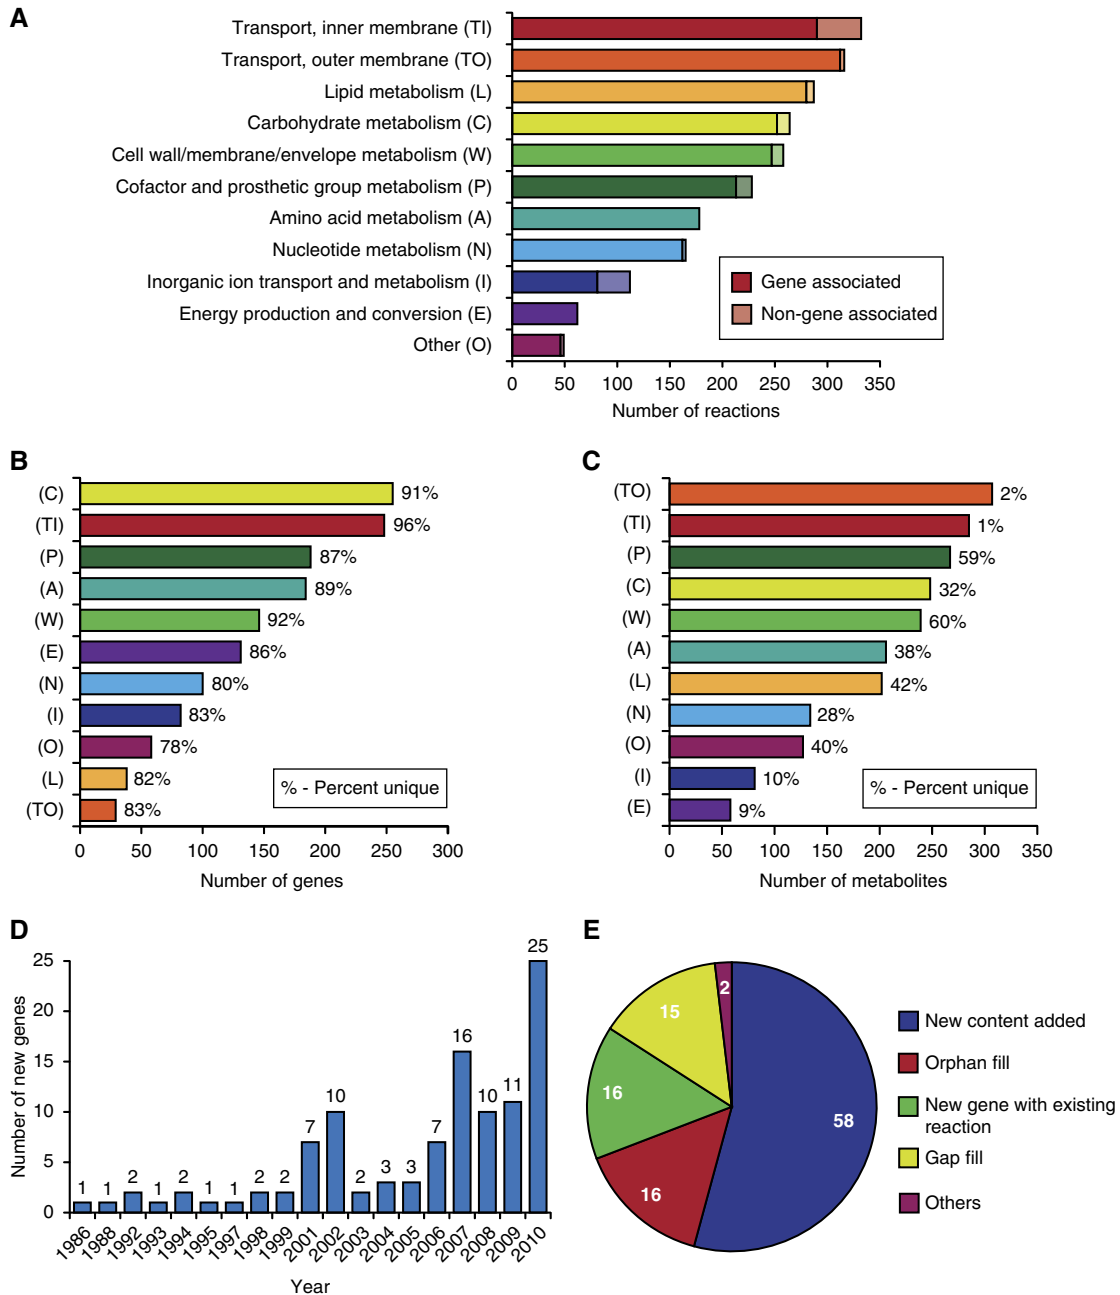 A
Transport, inner membrane (TI)
Transport, outer membrane (TO)
Lipid metabolism (L)
Carbohydrate metabolism (C)
Cell wall/membrane/envelope metabolism (W)
Cofactor and prosthetic group metabolism (P)
Amino acid metabolism (A)
Nucleotide metabolism (N)
Inorganic ion transport and metabolism (I)
Energy production and conversion (E)
Other (O)
Gene associated
Non-gene associated
0 50 100 150 200 250 300 350
Number of reactions
B
(C) 91%
(TI) 96%
(P) 87%
(A) 89%
(W) 92%
(E) 86%
(N) 80%
(I) 83%
(O) 78%
(L) 82%
(TO) 83%
% - Percent unique
0 50 100 150 200 250 300
Number of genes
C
(TO) 2%
(TI) 1%
(P) 59%
(C) 32%
(W) 60%
(A) 38%
(L) 42%
(N) 28%
(O) 40%
(I) 10%
(E) 9%
% - Percent unique
0 50 100 150 200 250 300 350
Number of metabolites
D
Number of new genes
25
20
15
10
5
0
1 1 2 1 2 1 1 2 2 7 10 2 3 3 7 16 10 11 25
1986 1988 1992 1993 1994 1995 1997 1998 1999 2001 2002 2003 2004 2005 2006 2007 2008 2009 2010
Year
E
2
15
16
16
58
New content added
Orphan fill
New gene with existing
reaction
Gap fill
Others